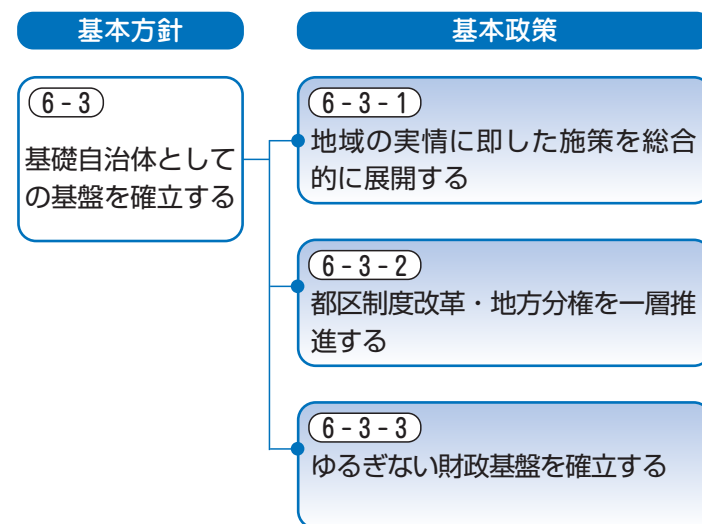 基本方針
基本政策
6-3
基礎自治体として
の基盤を確立する
6-3-1
地域の実情に即した施策を総合
的に展開する
6-3-2
都区制度改革・地方分権を一層推
進する
6-3-3
ゆるぎない財政基盤を確立する